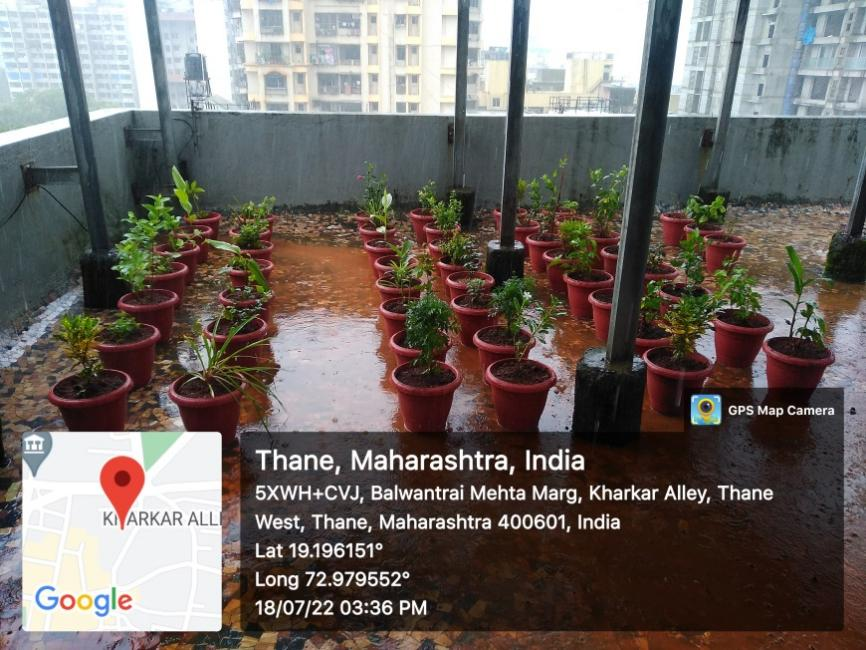 GPS Map Camera
Thane, Maharashtra, India
5XWH+CVJ, Balwantrai Mehta Marg, Kharkar Alley, Thane
West, Thane, Maharashtra 400601, India
Lat 19.196151°
Long 72.979552°
18/07/22 03:36 PM
KHARKAR ALL
Google